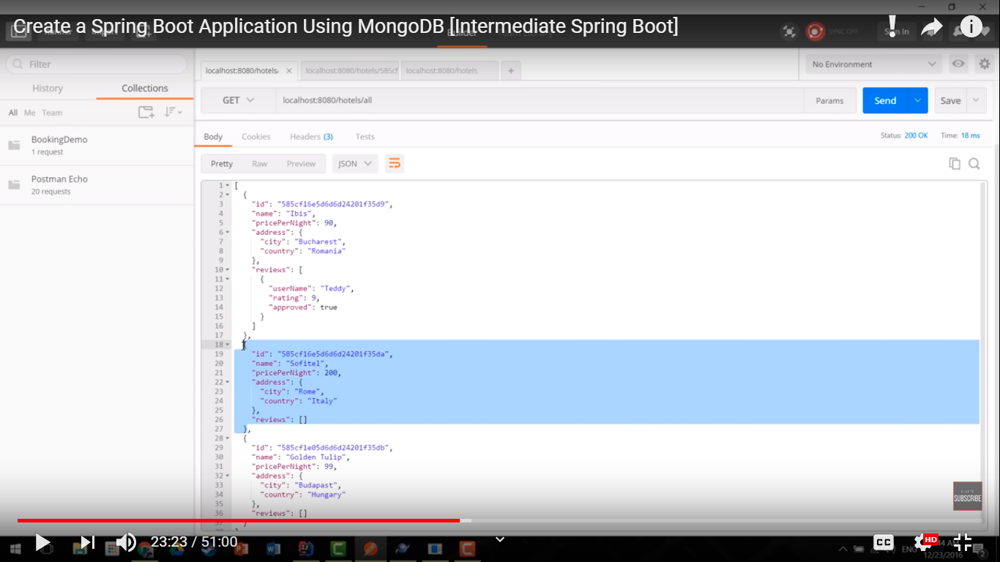 Create a Spring Boot Application Using MongoDB [Intermediate Spring Boot]
Builder
SYNC OFF
Sign In
Filter
localhost:8080/hotels/
localhost:8080/hotels/585cf
localhost:8080/hotels
No Environment
History
Collections
GET
localhost:8080/hotels/all
Params
Send
Save
All Me Team
Body
Cookies
Headers (3)
Tests
Status: 200 OK
Time: 18 ms
BookingDemo
1 request
Pretty
Raw
Preview
JSON
Postman Echo
20 requests
1 [
2 {
3 "id": "585cf16e5d6d6d24201f35d9",
4 "name": "Ibis",
5 "pricePerNight": 90,
6 "address": {
7 "city": "Bucharest",
8 "country": "Romania"
9 },
10 "reviews": [
11 {
12 "userName": "Teddy",
13 "rating": 9,
14 "approved": true
15 }
16 ]
17 },
18 {
19 "id": "585cf16e5d6d6d24201f35da",
20 "name": "Sofitel",
21 "pricePerNight": 200,
22 "address": {
23 "city": "Rome",
24 "country": "Italy"
25 },
26 "reviews": []
27 },
28 {
29 "id": "585cf1e05d6d6d24201f35db",
30 "name": "Golden Tulip",
31 "pricePerNight": 99,
32 "address": {
33 "city": "Budapast",
34 "country": "Hungary"
35 },
36 "reviews": []
37 }
SUBSCRIBE
23:23 / 51:00
CC
HD
ENG
44 AM
12/23/2016